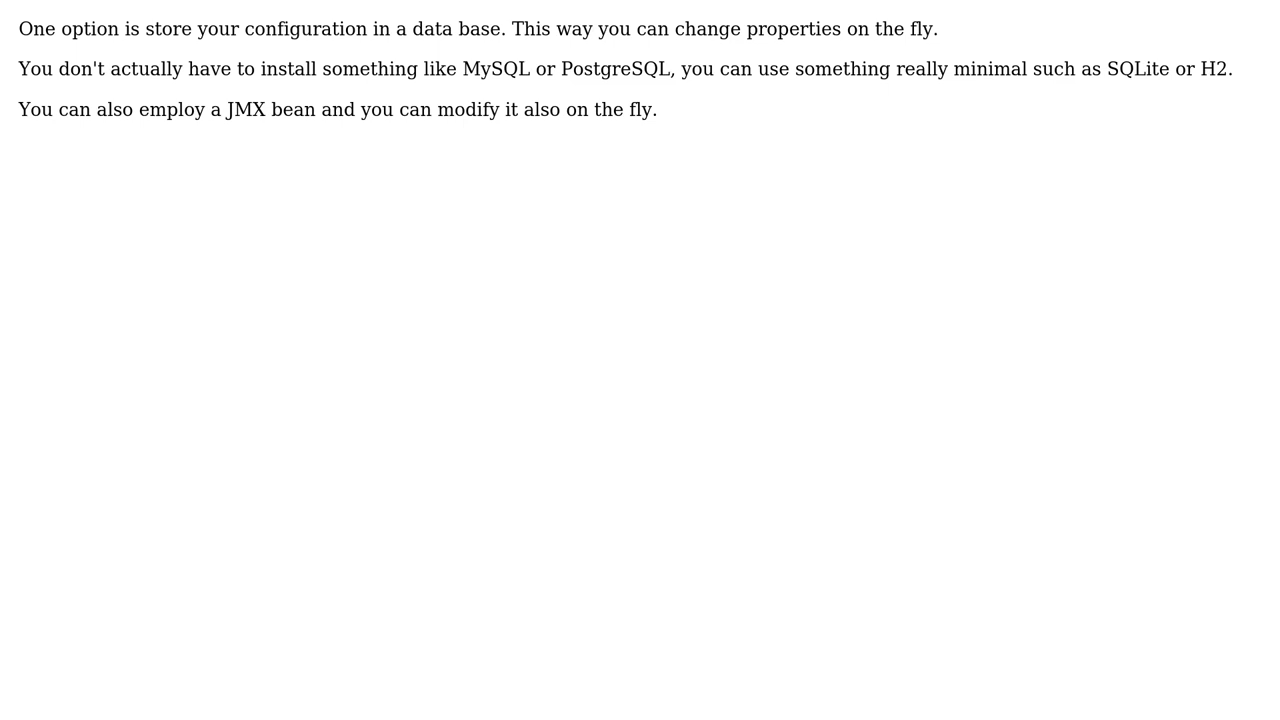 One option is store your configuration in a data base. This way you can change properties on the fly.
You don't actually have to install something like MySQL or PostgreSQL, you can use something really minimal such as SQLite or H2.
You can also employ a JMX bean and you can modify it also on the fly.